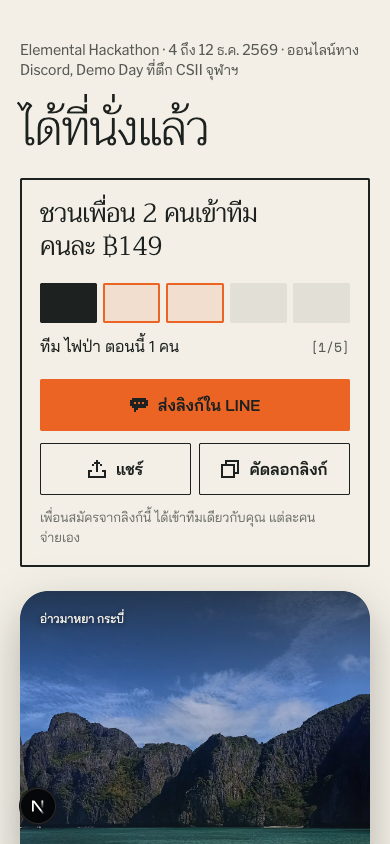 Elemental Hackathon · 4 ถึง 12 ธ.ค. 2569 · ออนไลน์ทาง
Discord, Demo Day ที่ตึก CSII จุฬาฯ
ได้ที่นั่งแล้ว
ชวนเพื่อน 2 คนเข้าทีม
คนละ ฿149
ทีม ไฟป่า ตอนนี้ 1 คน
[1/5]
ส่งลิงก์ใน LINE
แชร์
คัดลอกลิงก์
เพื่อนสมัครจากลิงก์นี้ ได้เข้าทีมเดียวกับคุณ แต่ละคน
จ่ายเอง
อ่าวมาหยา กระบี่
N